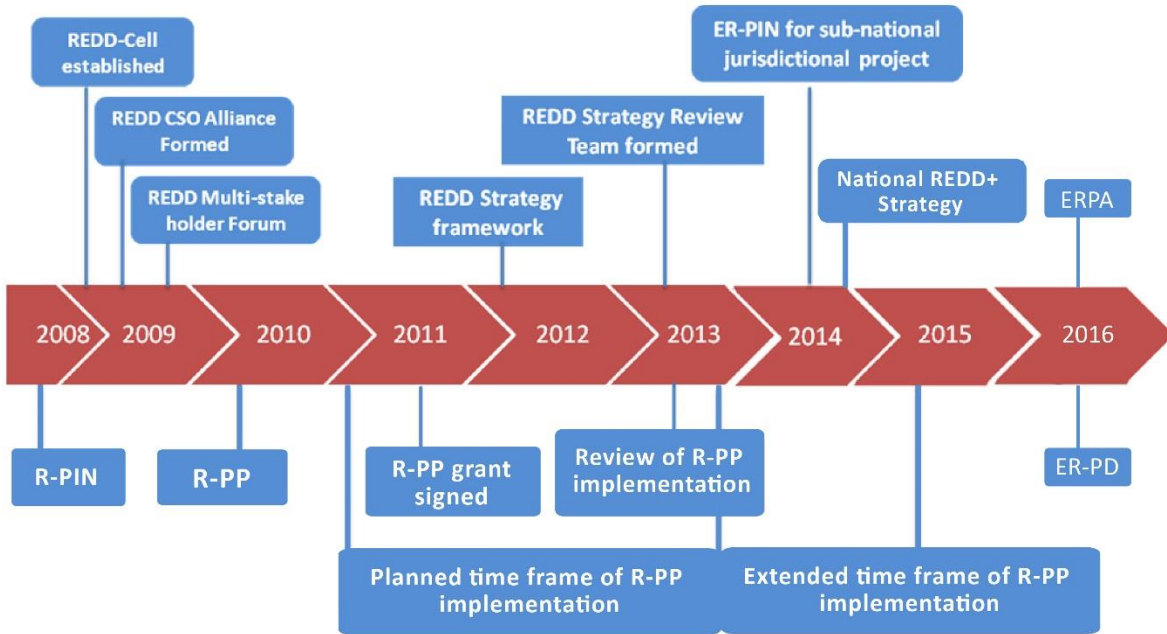 REDD-Cell
established
REDD CSO Alliance
Formed
REDD Multi-stake
holder Forum
REDD Strategy
framework
REDD Strategy Review
Team formed
ER-PIN for sub-national
jurisdictional project
National REDD+
Strategy
ERPA
2008
2009
2010
2011
2012
2013
2014
2015
2016
R-PIN
R-PP
R-PP grant
signed
Review of R-PP
implementation
ER-PD
Planned time frame of R-PP
implementation
Extended time frame of R-PP
implementation